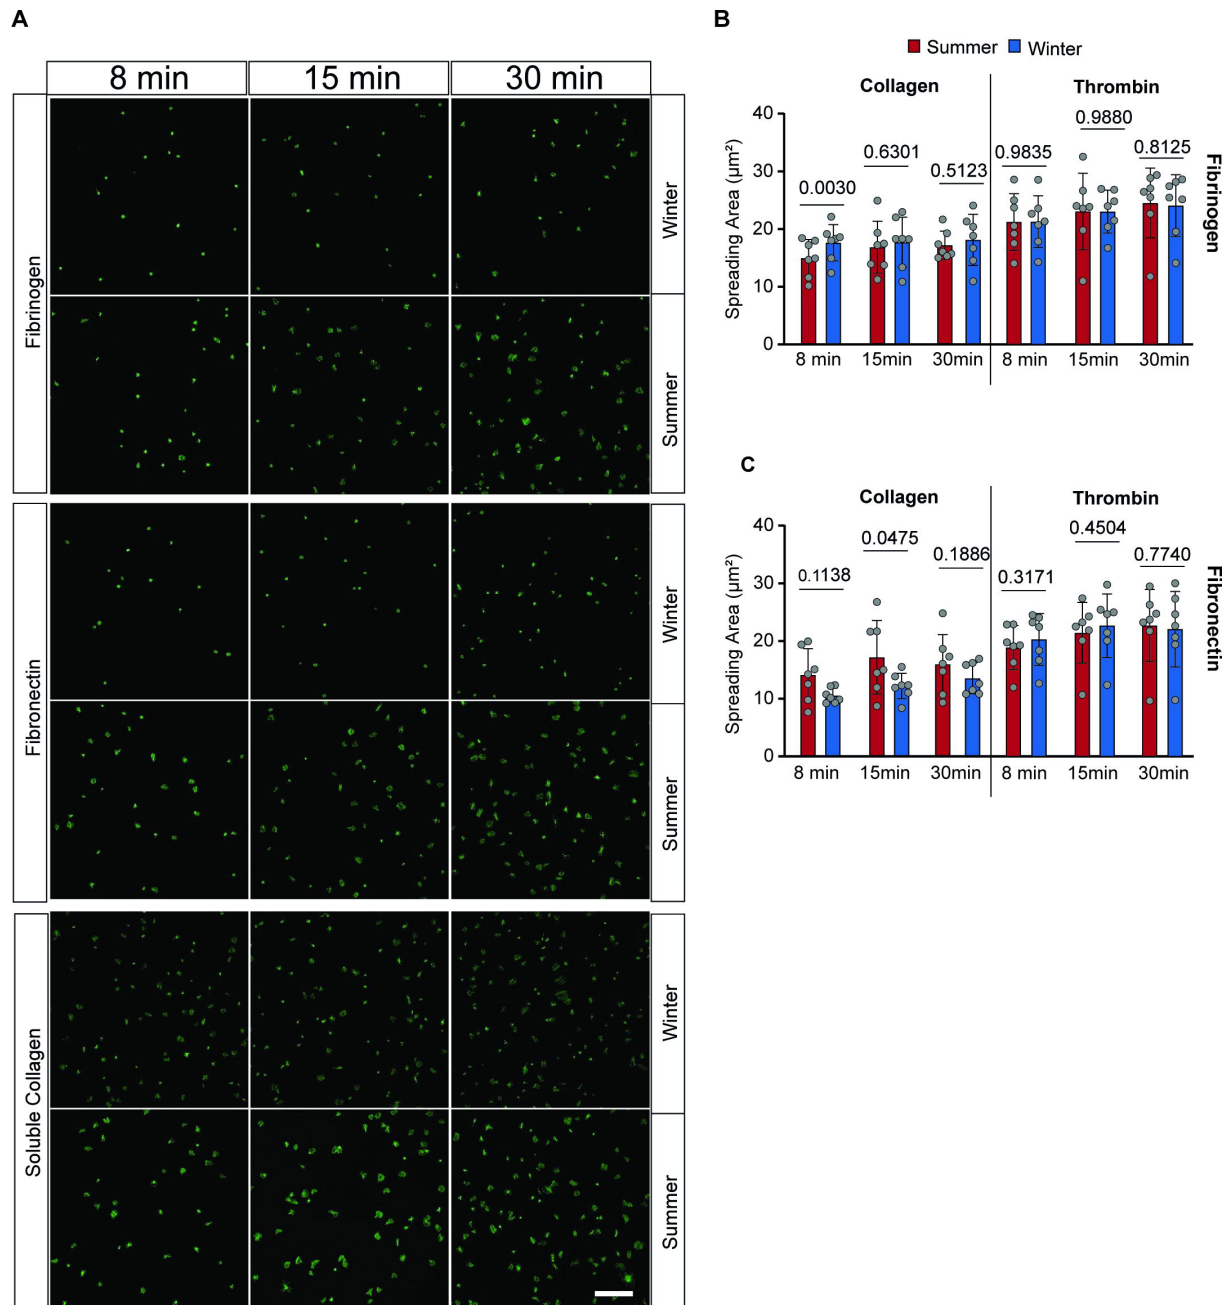 A
8 min
15 min
30 min
Fibrinogen
Winter
Summer
Fibronectin
Winter
Summer
Soluble Collagen
Winter
Summer
B
Summer
Winter
Collagen
Thrombin
Spreading Area (µm²)
40
30
20
10
0
0.0030
0.6301
0.5123
0.9835
0.9880
0.8125
8 min
15min
30min
8 min
15min
30min
Fibrinogen
C
Collagen
Thrombin
Spreading Area (µm²)
40
30
20
10
0
0.1138
0.0475
0.1886
0.3171
0.4504
0.7740
8 min
15min
30min
8 min
15min
30min
Fibronectin